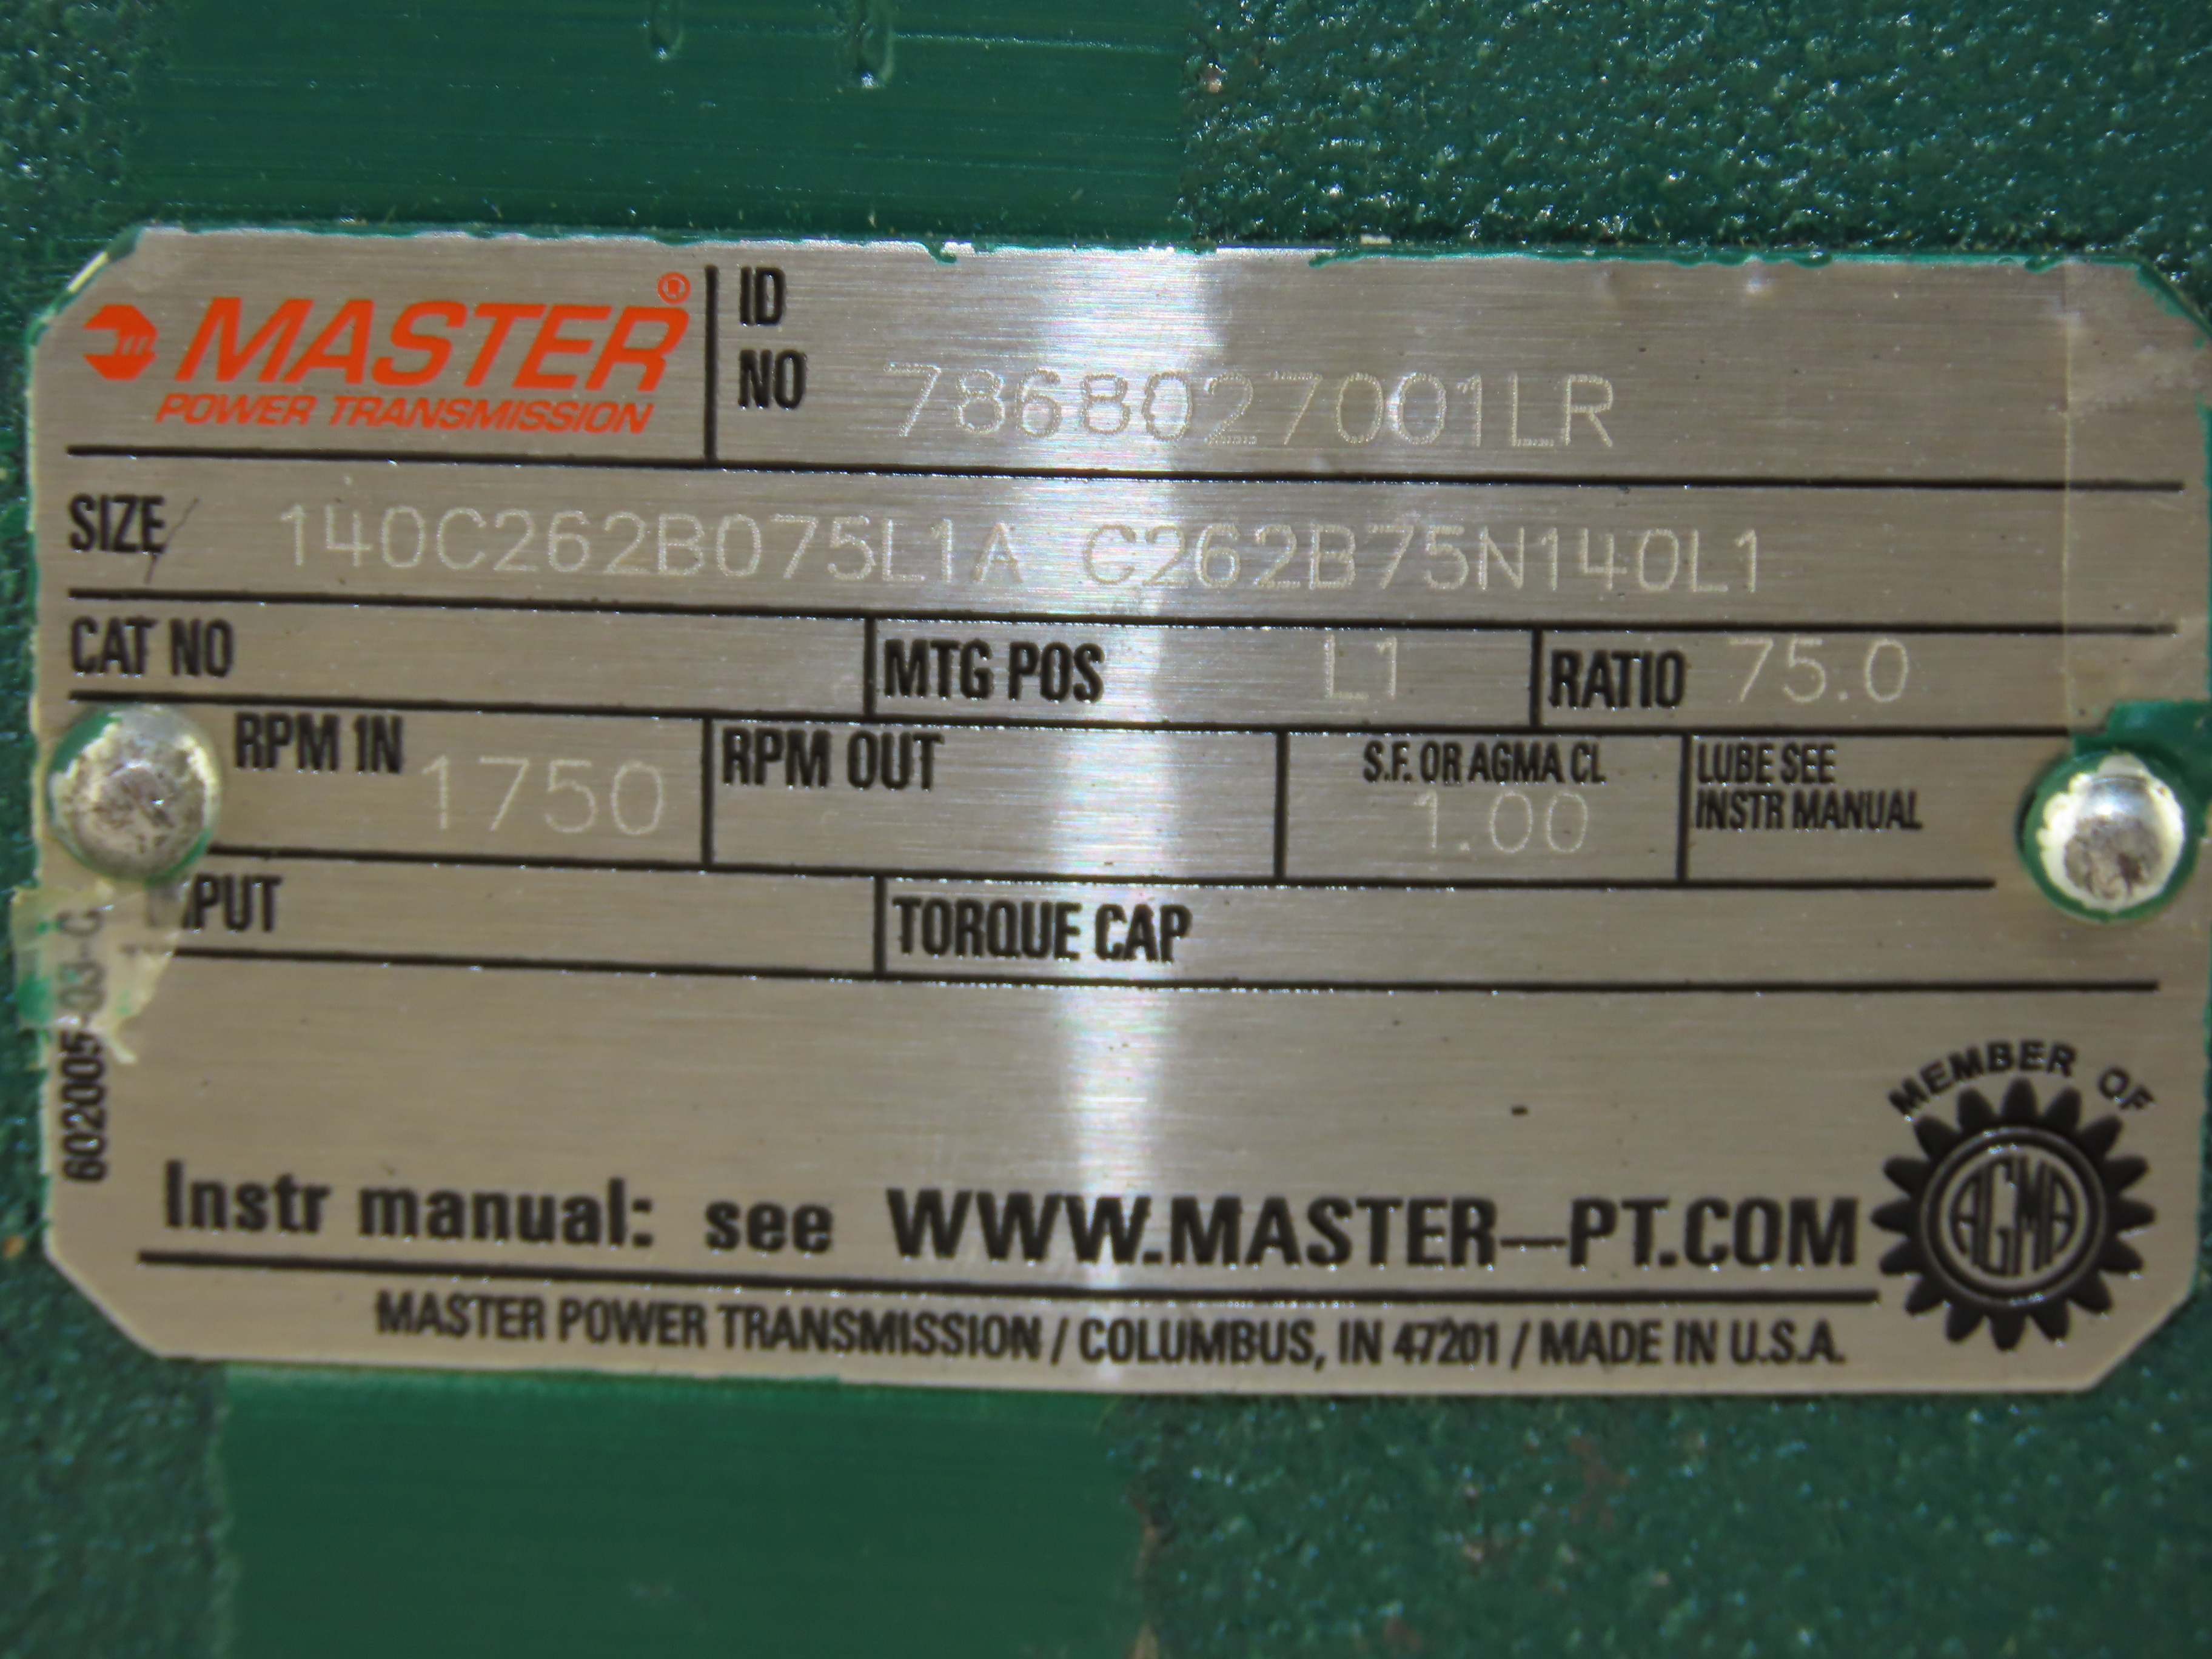 MASTER®
POWER TRANSMISSION
ID
NO 7868027001LR
SIZE 140C262B075L1A C262B75N140L1
CAT NO MTG POS L1 RATIO 75.0
RPM IN 1750 RPM OUT S.F. OR AGMA CL 1.00 LUBE SEE
INSTR MANUAL
TORQUE CAP
MEMBER OF
AGMA
Instr manual: see WWW.MASTER-PT.COM
MASTER POWER TRANSMISSION / COLUMBUS, IN 47201 / MADE IN U.S.A.